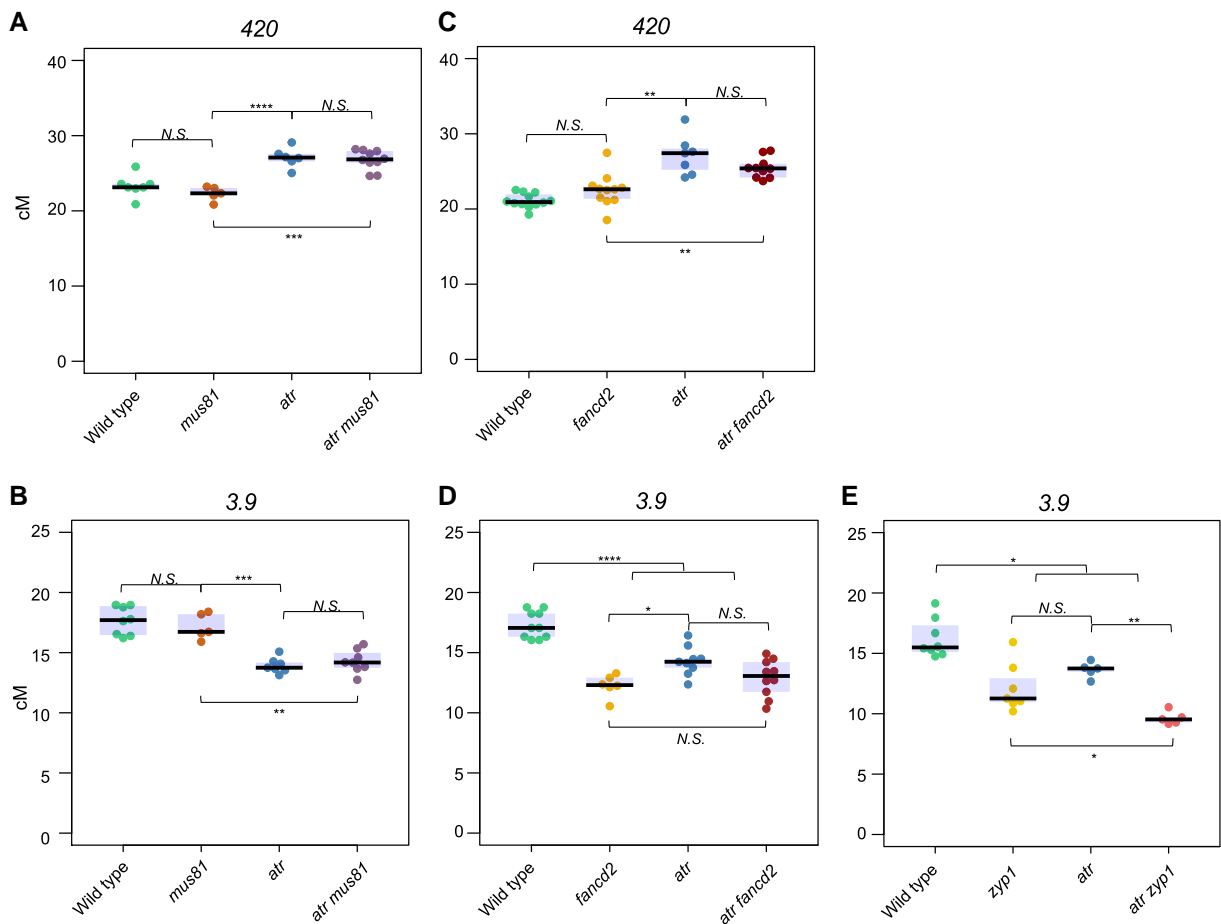 A
420
40
30
20
10
0
cM
N.S.
****
N.S.
***
Wild type
mus81
atr
atr mus81
C
420
40
30
20
10
0
N.S.
**
N.S.
**
Wild type
fancd2
atr
atr fancd2
B
3.9
25
20
15
10
5
0
cM
N.S.
***
N.S.
**
Wild type
mus81
atr
atr mus81
D
3.9
25
20
15
10
5
0
****
*
N.S.
N.S.
Wild type
fancd2
atr
atr fancd2
E
3.9
25
20
15
10
5
0
*
N.S.
**
*
Wild type
zyp1
atr
atr zyp1